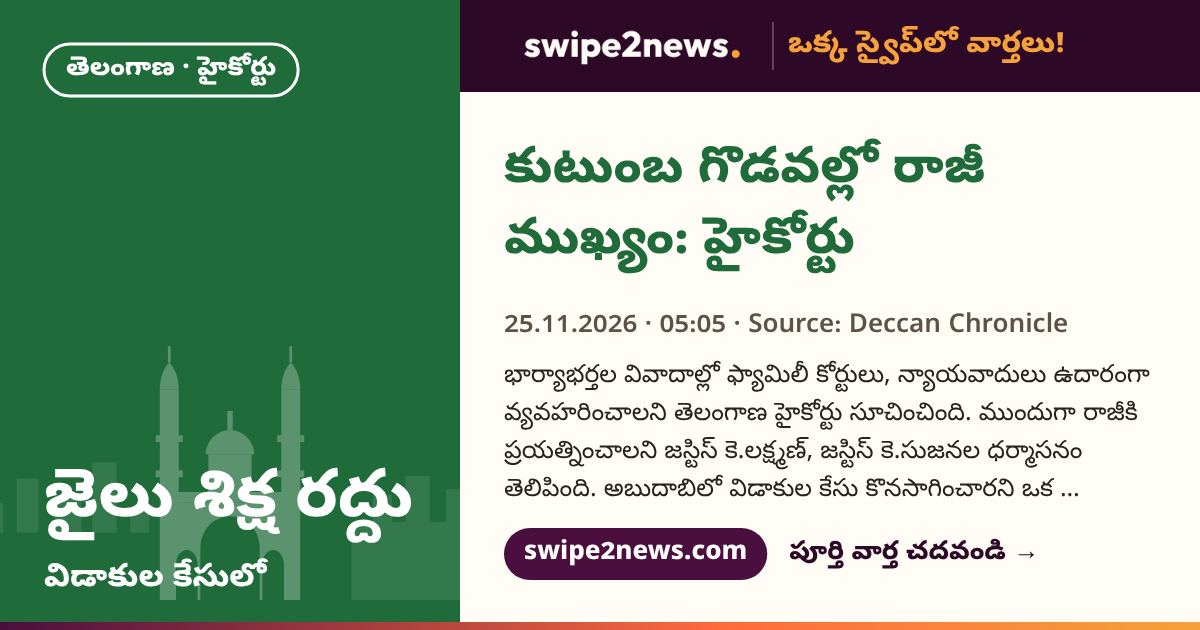 తెలంగాణ · హైకోర్టు
జైలు శిక్ష రద్దు
విడాకుల కేసులో
swipe2news. ఒక్క స్వైప్‌లో వార్తలు!
కుటుంబ గొడవల్లో రాజీ
ముఖ్యం: హైకోర్టు
25.11.2026 · 05:05 · Source: Deccan Chronicle
భార్యాభర్తల వివాదాల్లో ఫ్యామిలీ కోర్టులు, న్యాయవాదులు ఉదారంగా
వ్యవహరించాలని తెలంగాణ హైకోర్టు సూచించింది. ముందుగా రాజీకి
ప్రయత్నించాలని జస్టిస్ కె.లక్ష్మణ్, జస్టిస్ కె.సుజనల ధర్మాసనం
తెలిపింది. అబుదాబిలో విడాకుల కేసు కొనసాగించారని ఒక ...
swipe2news.com పూర్తి వార్త చదవండి →